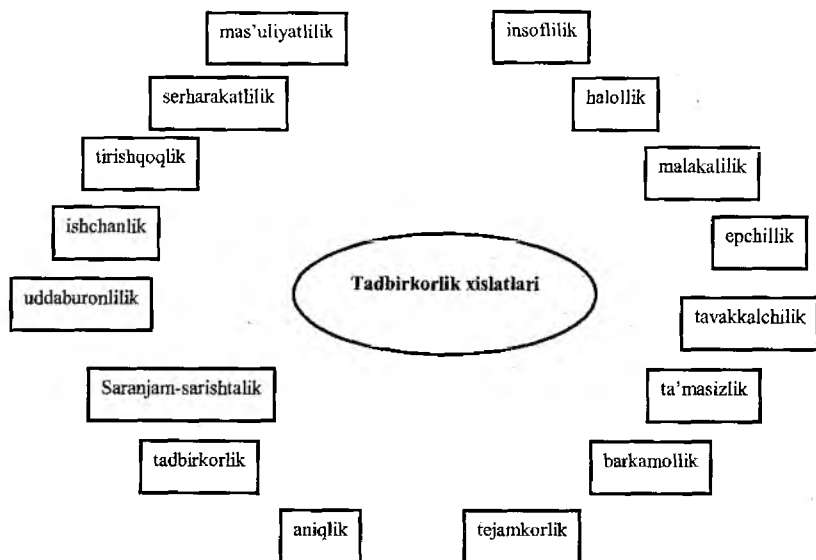 mas’uliyatlilik
insoflilik
serharakatlilik
halollik
tirishqoqlik
malakalilik
ishchanlik
epchillik
Tadbirkorlik xislatlari
uddaburonlilik
tavakkalchilik
Saranjam-sarishtalik
ta’masizlik
tadbirkorlik
barkamollik
aniqlik
tejamkorlik